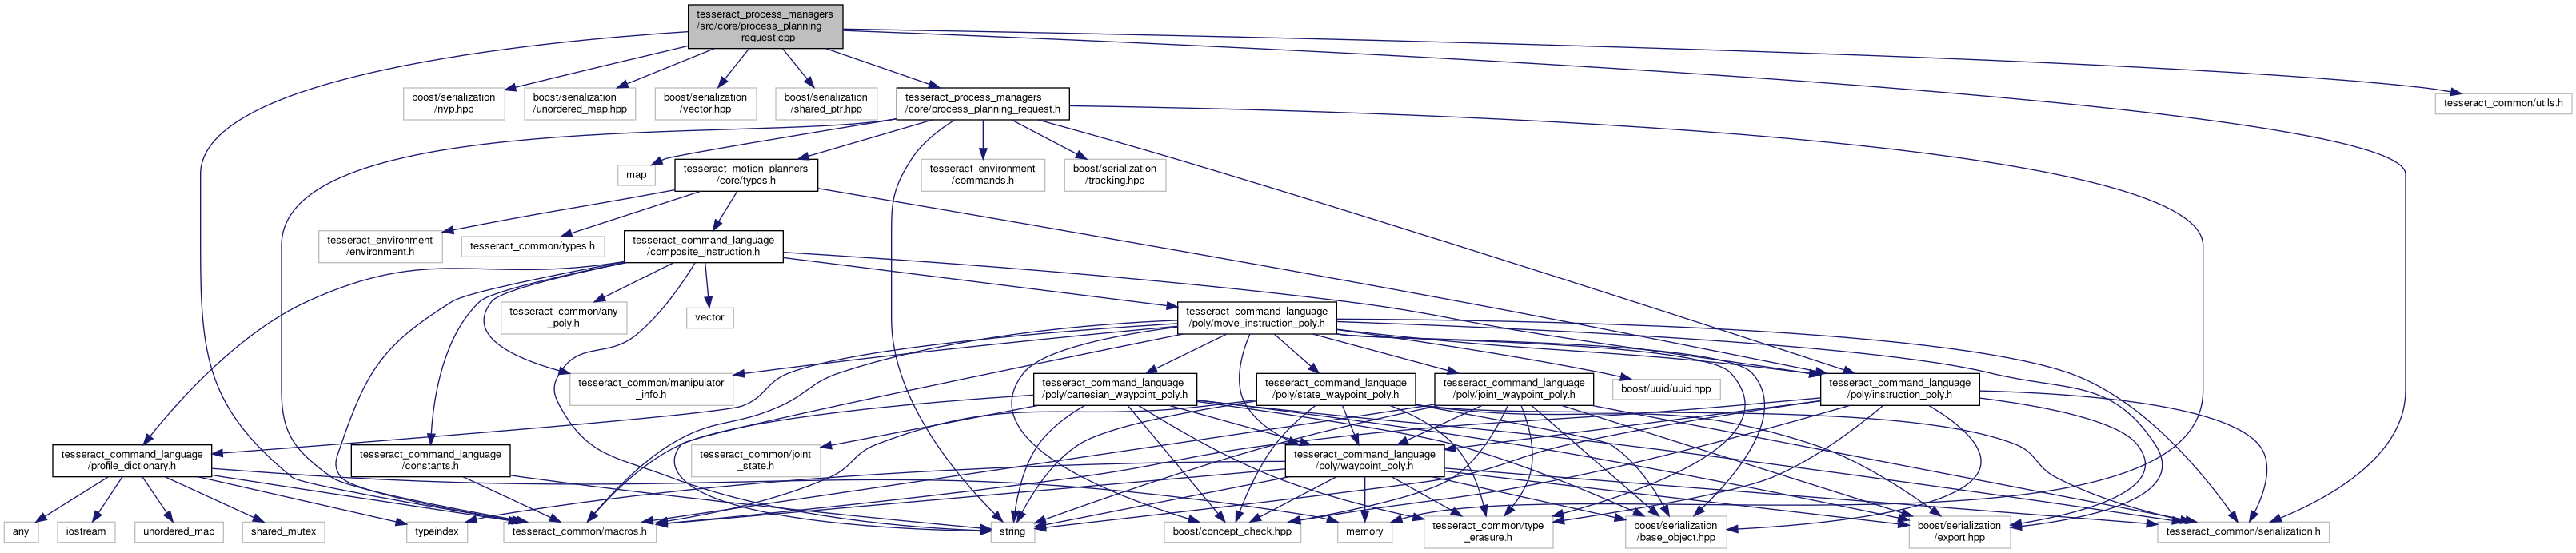 tesseract_process_managers
/src/core/process_planning
_request.cpp
boost/serialization
/nvp.hpp
boost/serialization
/unordered_map.hpp
boost/serialization
/vector.hpp
boost/serialization
/shared_ptr.hpp
tesseract_process_managers
/core/process_planning_request.h
tesseract_common/utils.h
map
tesseract_motion_planners
/core/types.h
tesseract_environment
/commands.h
boost/serialization
/tracking.hpp
tesseract_environment
/environment.h
tesseract_common/types.h
tesseract_command_language
/composite_instruction.h
tesseract_common/any
_poly.h
vector
tesseract_command_language
/poly/move_instruction_poly.h
tesseract_common/manipulator
_info.h
tesseract_command_language
/poly/cartesian_waypoint_poly.h
tesseract_command_language
/poly/state_waypoint_poly.h
tesseract_command_language
/poly/joint_waypoint_poly.h
boost/uuid/uuid.hpp
tesseract_command_language
/poly/instruction_poly.h
tesseract_command_language
/profile_dictionary.h
tesseract_command_language
/constants.h
tesseract_common/joint
_state.h
tesseract_command_language
/poly/waypoint_poly.h
any
iostream
unordered_map
shared_mutex
typeindex
tesseract_common/macros.h
string
boost/concept_check.hpp
memory
tesseract_common/type
_erasure.h
boost/serialization
/base_object.hpp
boost/serialization
/export.hpp
tesseract_common/serialization.h